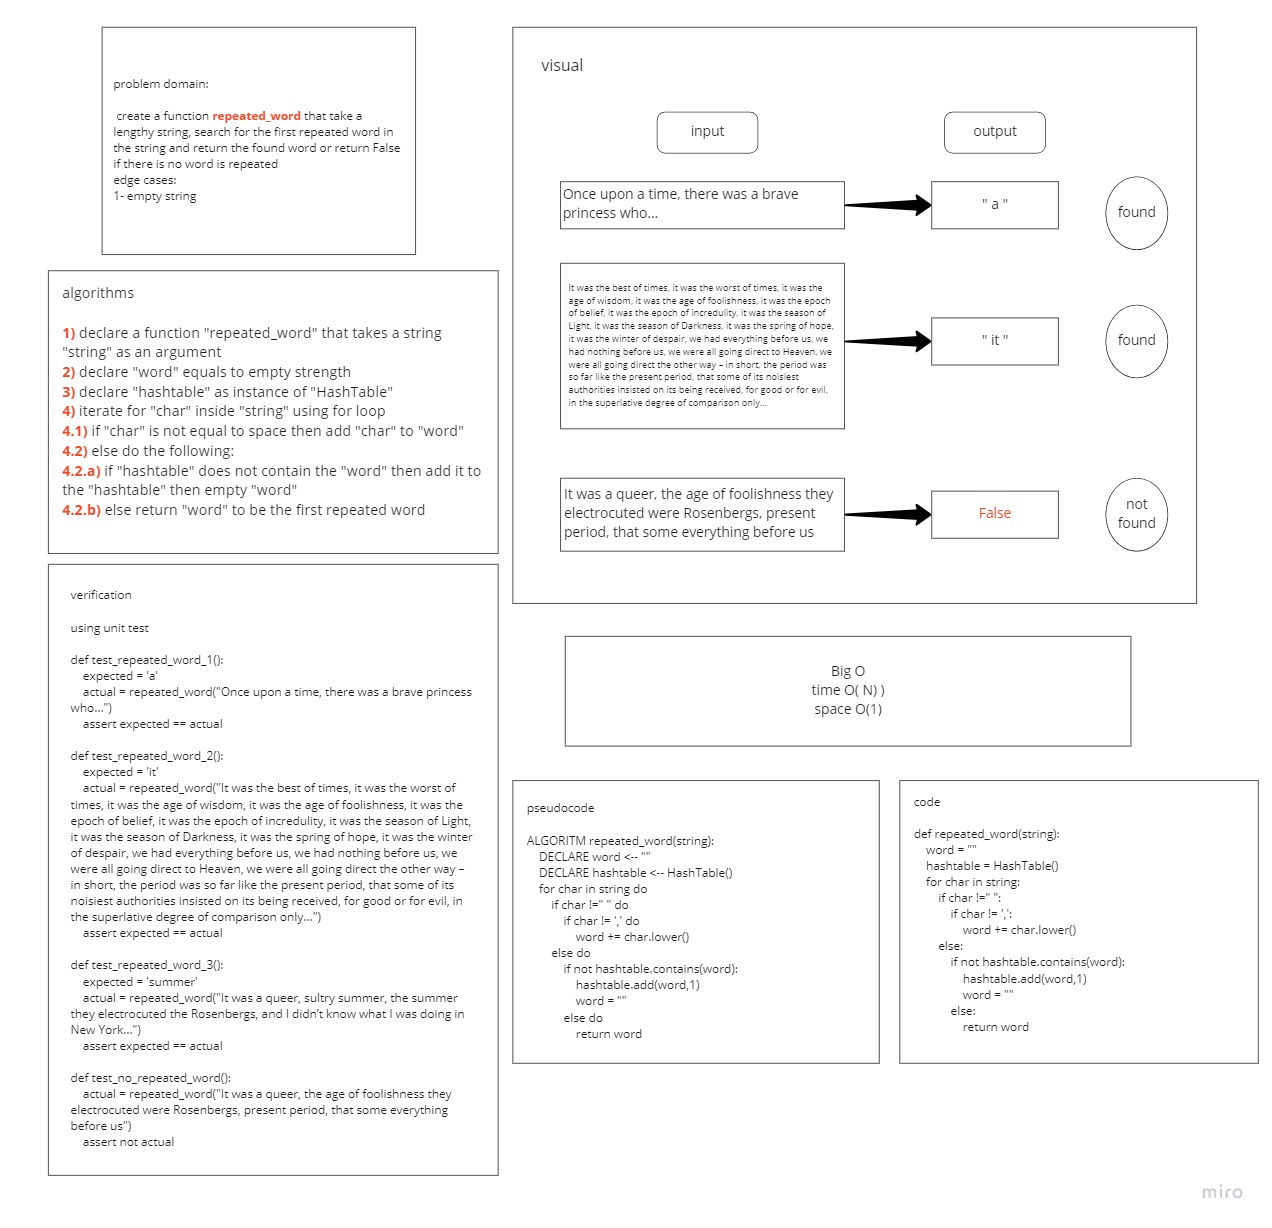 problem domain:
create a function repeated_word that take a
lengthy string, search for the first repeated word in
the string and return the found word or return False
if there is no word is repeated
edge cases:
1- empty string
algorithms
1) declare a function "repeated_word" that takes a string
"string" as an argument
2) declare "word" equals to empty strength
3) declare "hashtable" as instance of "HashTable"
4) iterate for "char" inside "string" using for loop
4.1) if "char" is not equal to space then add "char" to "word"
4.2) else do the following:
4.2.a) if "hashtable" does not contain the "word" then add it to
the "hashtable" then empty "word"
4.2.b) else return "word" to be the first repeated word
verification
using unit test
def test_repeated_word_1():
    expected = 'a'
    actual = repeated_word("Once upon a time, there was a brave princess
who...")
    assert expected == actual
def test_repeated_word_2():
    expected = 'it'
    actual = repeated_word("It was the best of times, it was the worst of
times, it was the age of wisdom, it was the age of foolishness, it was the
epoch of belief, it was the epoch of incredulity, it was the season of Light,
it was the season of Darkness, it was the spring of hope, it was the winter
of despair, we had everything before us, we had nothing before us, we
were all going direct to Heaven, we were all going direct the other way –
in short, the period was so far like the present period, that some of its
noisiest authorities insisted on its being received, for good or for evil, in
the superlative degree of comparison only...")
    assert expected == actual
def test_repeated_word_3():
    expected = 'summer'
    actual = repeated_word("It was a queer, sultry summer, the summer
they electrocuted the Rosenbergs, and I didn't know what I was doing in
New York...")
    assert expected == actual
def test_no_repeated_word():
    actual = repeated_word("It was a queer, the age of foolishness they
electrocuted were Rosenbergs, present period, that some everything
before us")
    assert not actual
visual
input
output
Once upon a time, there was a brave
princess who...
" a "
found
It was the best of times, it was the worst of times, it was the
age of wisdom, it was the age of foolishness, it was the epoch
of belief, it was the epoch of incredulity, it was the season of
Light, it was the season of Darkness, it was the spring of hope,
it was the winter of despair, we had everything before us, we
had nothing before us, we were all going direct to Heaven, we
were all going direct the other way – in short, the period was
so far like the present period, that some of its noisiest
authorities insisted on its being received, for good or for evil,
in the superlative degree of comparison only...
" it "
found
It was a queer, the age of foolishness they
electrocuted were Rosenbergs, present
period, that some everything before us
False
not
found
Big O
time O( N) )
space O(1)
pseudocode
ALGORITM repeated_word(string):
    DECLARE word <-- ""
    DECLARE hashtable <-- HashTable()
    for char in string do
        if char !=" " do
            if char != ',' do
                word += char.lower()
        else do
            if not hashtable.contains(word):
                hashtable.add(word,1)
                word = ""
            else do
                return word
code
def repeated_word(string):
    word = ""
    hashtable = HashTable()
    for char in string:
        if char !=" ":
            if char != ',':
                word += char.lower()
        else:
            if not hashtable.contains(word):
                hashtable.add(word,1)
                word = ""
            else:
                return word
miro